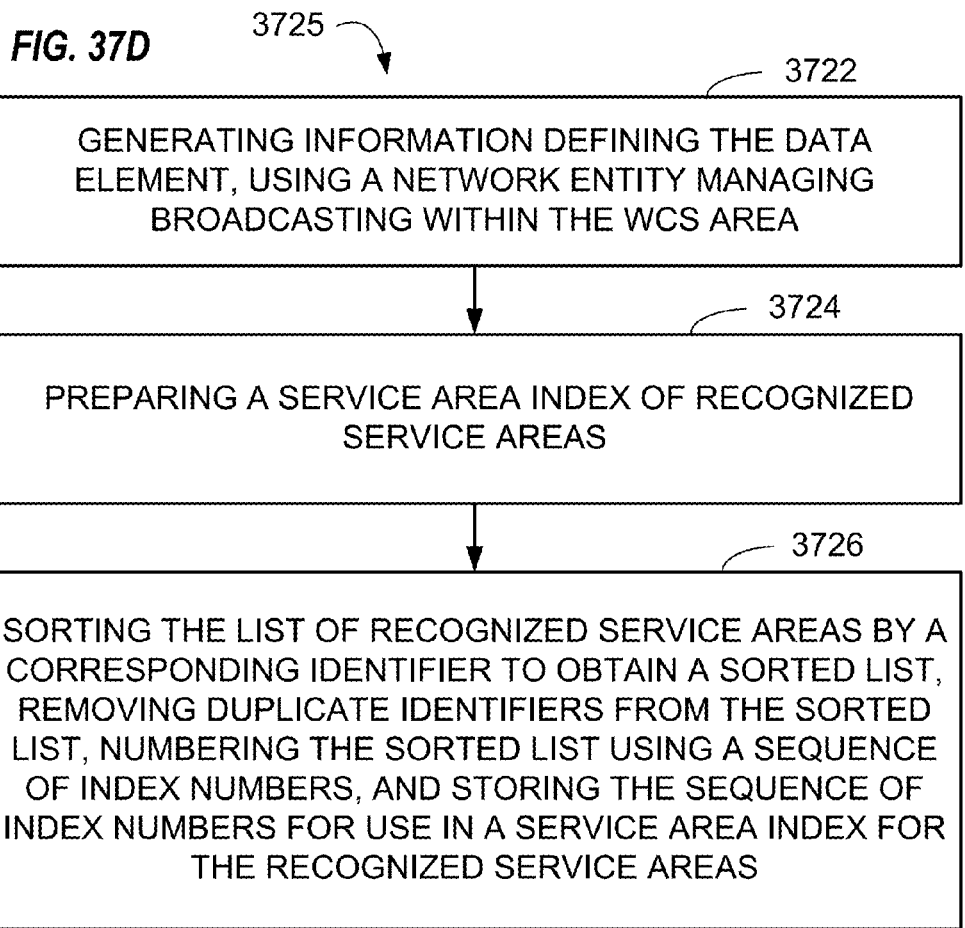 FIG. 37D
3725
3722
GENERATING INFORMATION DEFINING THE DATA
ELEMENT, USING A NETWORK ENTITY MANAGING
BROADCASTING WITHIN THE WCS AREA
3724
PREPARING A SERVICE AREA INDEX OF RECOGNIZED
SERVICE AREAS
3726
SORTING THE LIST OF RECOGNIZED SERVICE AREAS BY A
CORRESPONDING IDENTIFIER TO OBTAIN A SORTED LIST,
REMOVING DUPLICATE IDENTIFIERS FROM THE SORTED
LIST, NUMBERING THE SORTED LIST USING A SEQUENCE
OF INDEX NUMBERS, AND STORING THE SEQUENCE OF
INDEX NUMBERS FOR USE IN A SERVICE AREA INDEX FOR
THE RECOGNIZED SERVICE AREAS